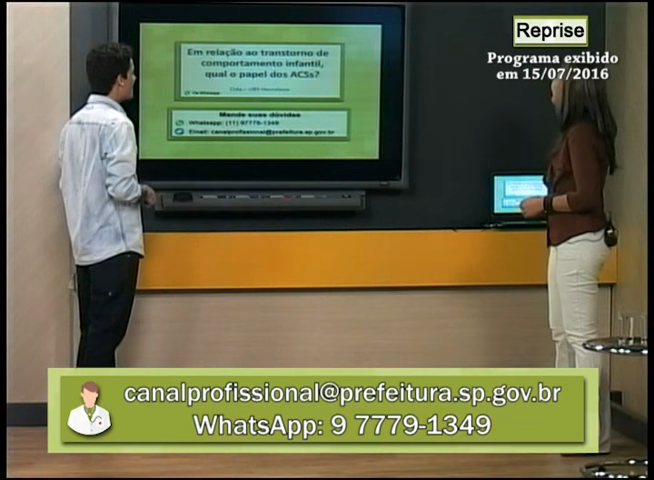 Reprise
Programa exibido
em 15/07/2016
Em relação ao transtorno de
comportamento infantil,
qual o papel dos ACSs?
Mande suas dúvidas
Whatsapp: (11) 97779-1349
Email: canalprofissional@prefeitura.sp.gov.br
canalprofissional@prefeitura.sp.gov.br
WhatsApp: 9 7779-1349